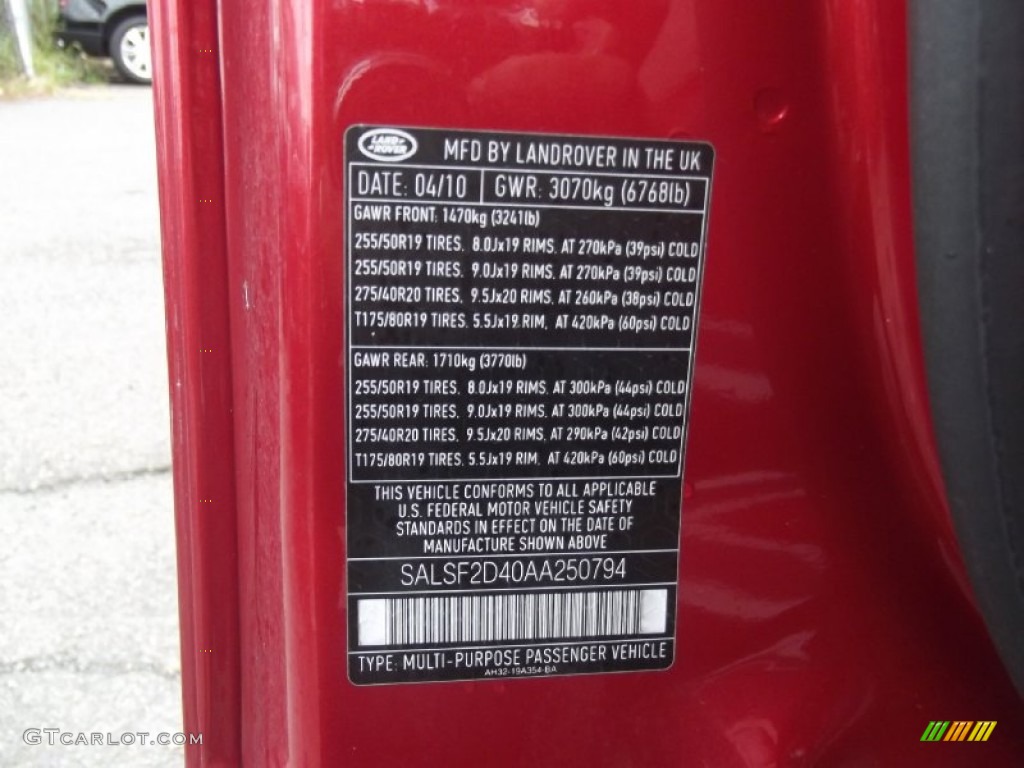 LAND ROVER
MFD BY LANDROVER IN THE UK
DATE: 04/10 GWR: 3070kg (6768lb)
GAWR FRONT: 1470kg (3241lb)
255/50R19 TIRES, 8.0Jx19 RIMS, AT 270kPa (39psi) COLD
255/50R19 TIRES, 9.0Jx19 RIMS, AT 270kPa (39psi) COLD
275/40R20 TIRES, 9.5Jx20 RIMS, AT 260kPa (38psi) COLD
T175/80R19 TIRES, 5.5Jx19 RIM, AT 420kPa (60psi) COLD
GAWR REAR: 1710kg (3770lb)
255/50R19 TIRES, 8.0Jx19 RIMS, AT 300kPa (44psi) COLD
255/50R19 TIRES, 9.0Jx19 RIMS, AT 300kPa (44psi) COLD
275/40R20 TIRES, 9.5Jx20 RIMS, AT 290kPa (42psi) COLD
T175/80R19 TIRES, 5.5Jx19 RIM, AT 420kPa (60psi) COLD
THIS VEHICLE CONFORMS TO ALL APPLICABLE
U.S. FEDERAL MOTOR VEHICLE SAFETY
STANDARDS IN EFFECT ON THE DATE OF
MANUFACTURE SHOWN ABOVE
SALSF2D40AA250794
TYPE: MULTI-PURPOSE PASSENGER VEHICLE
AH32-19A354-BA
GTCARLOT.COM